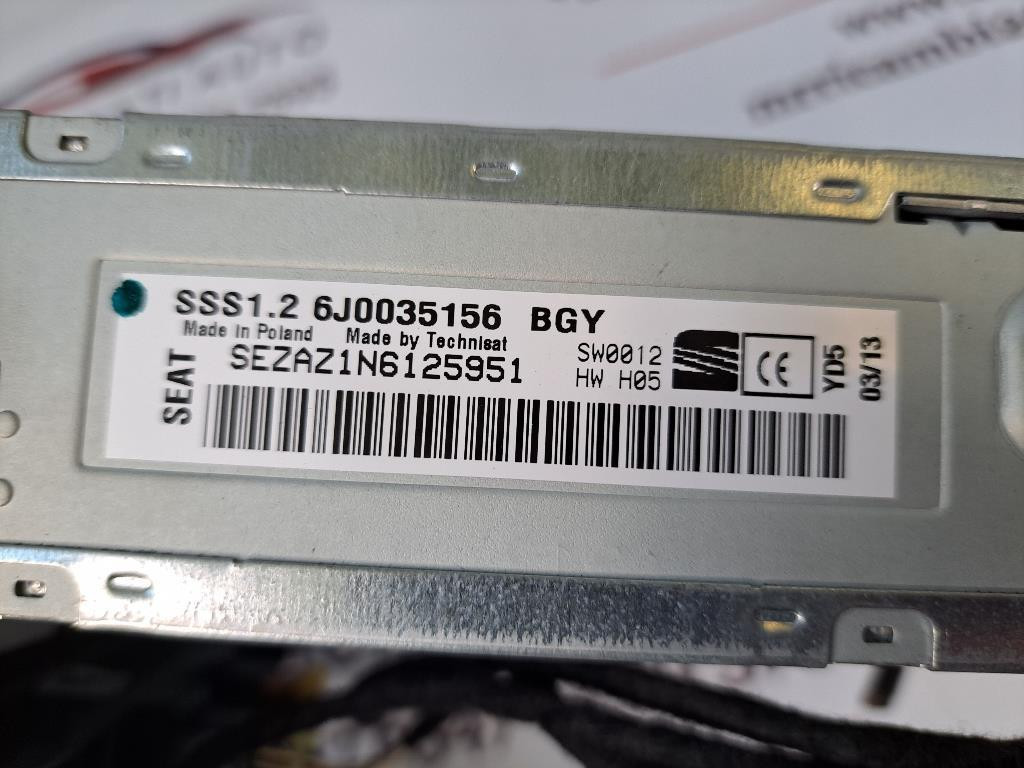 SSS1.2 6J0035156 BGY
Made in Poland Made by Technisat
SEAT
SEZAZ1N6125951
SW0012
HW H05
CE
YD5
03/13